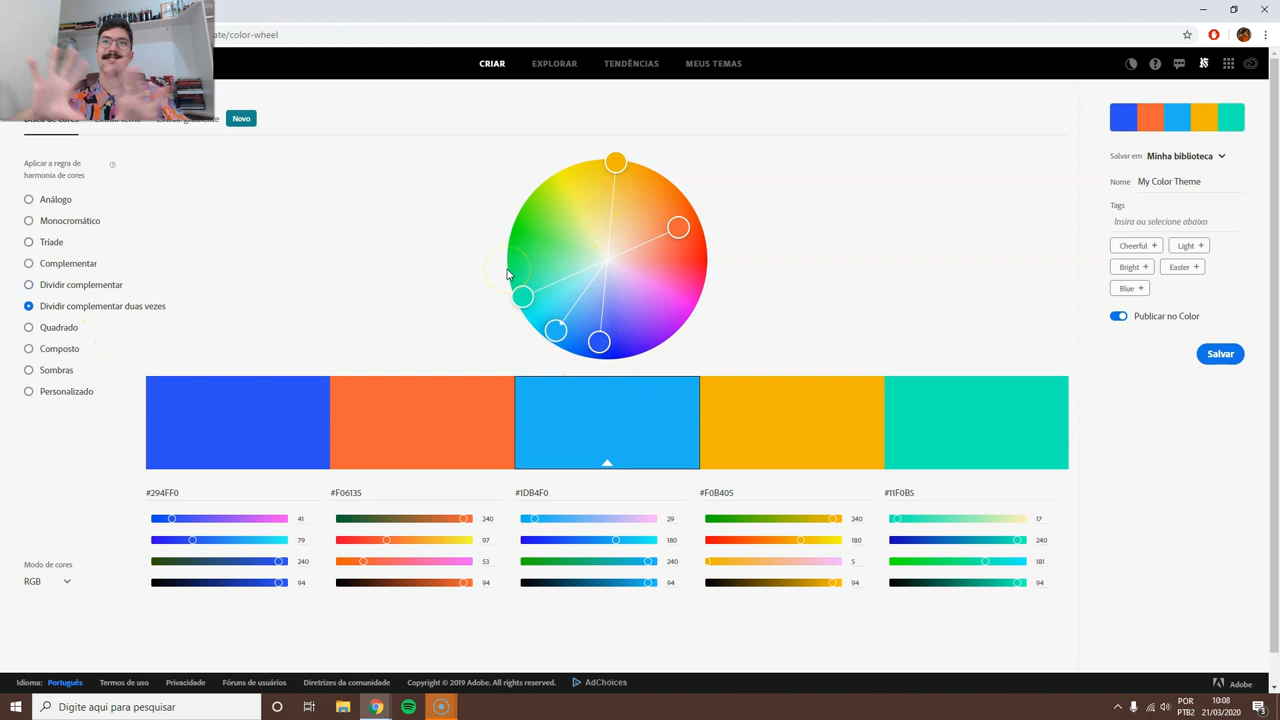 ate/color-wheel
CRIAR EXPLORAR TENDÊNCIAS MEUS TEMAS
Novo
Aplicar a regra de
harmonia de cores
Análogo
Monocromático
Tríade
Complementar
Dividir complementar
Dividir complementar duas vezes
Quadrado
Composto
Sombras
Personalizado
Modo de cores
RGB
#294FF0 #F06135 #1DB4F0 #F0B405 #11F0B5
41 240 29 240 17
79 97 180 180 240
240 53 240 5 181
94 94 94 94 94
Salvar em Minha biblioteca
Nome My Color Theme
Tags
Insira ou selecione abaixo
Cheerful + Light +
Bright + Easter +
Blue +
Publicar no Color
Salvar
Idioma: Português Termos de uso Privacidade Fóruns de usuários Diretrizes da comunidade Copyright © 2019 Adobe. All rights reserved. AdChoices Adobe
Digite aqui para pesquisar
POR 10:08
PTB2 21/03/2020
3